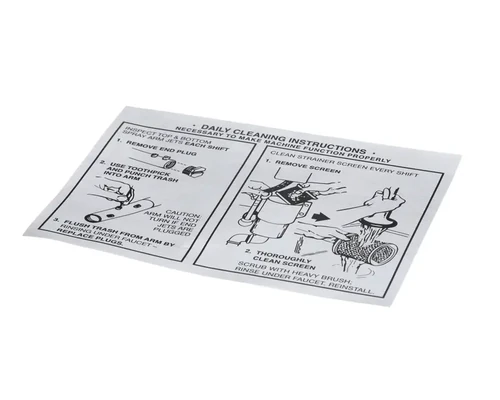 · DAILY CLEANING INSTRUCTIONS ·
NECESSARY TO MAKE MACHINE FUNCTION PROPERLY
INSPECT TOP & BOTTOM
SPRAY ARM JETS EACH SHIFT
1. REMOVE END PLUG
2. USE TOOTHPICK
AND PUNCH TRASH
INTO ARM
CAUTION:
ARM WILL NOT
TURN IF END
JETS ARE
PLUGGED
3. FLUSH TRASH FROM ARM BY
RINSING UNDER FAUCET -
REPLACE PLUGS.
CLEAN STRAINER SCREEN EVERY SHIFT.
1. REMOVE SCREEN
2. THOROUGHLY
CLEAN SCREEN
SCRUB WITH HEAVY BRUSH;
RINSE UNDER FAUCET. REINSTALL.